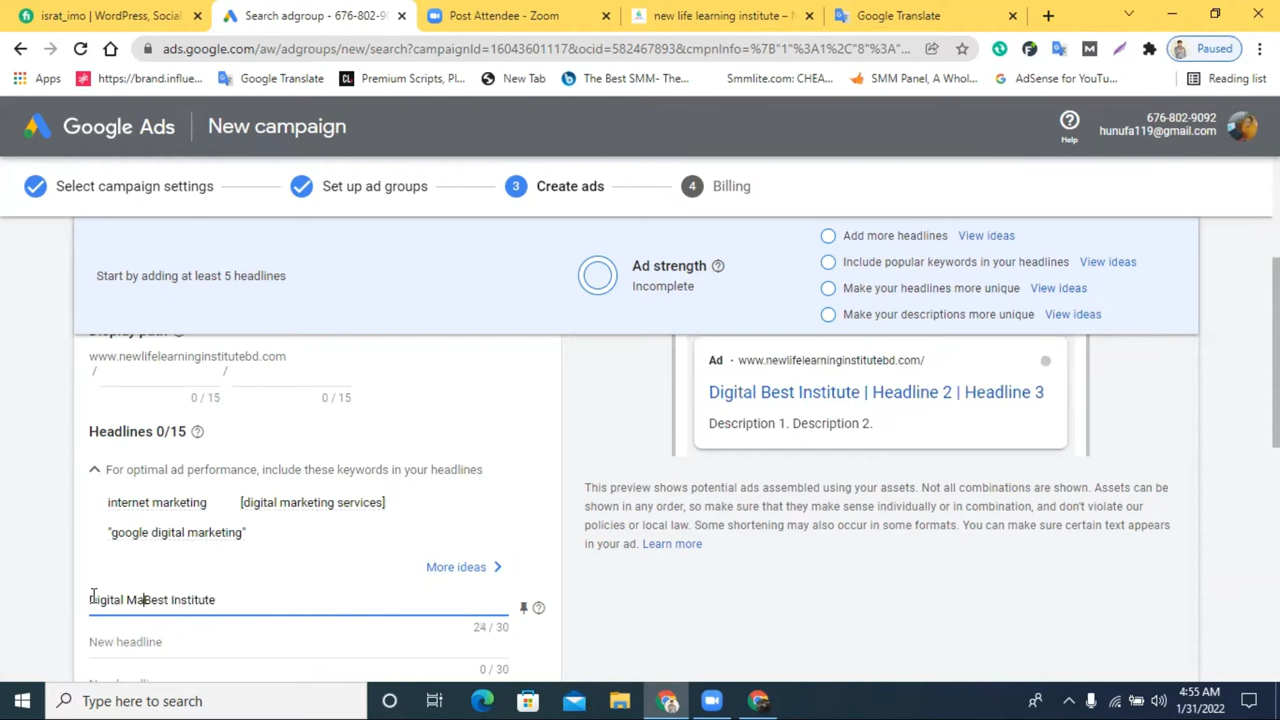 israt_imo | WordPress, Social
Search adgroup - 676-802-9
Post Attendee - Zoom
new life learning institute –
Google Translate
ads.google.com/aw/adgroups/new/search?campaignId=16043601117&ocid=582467893&cmpnInfo=%7B"1"%3A1%2C"8"%3A"...
Paused
Apps
https://brand.influe...
Google Translate
Premium Scripts, Pl...
New Tab
The Best SMM- The...
Smmlite.com: CHEA...
SMM Panel, A Whol...
AdSense for YouTu...
Reading list
Google Ads
New campaign
Help
676-802-9092
hunufa119@gmail.com
Select campaign settings
Set up ad groups
3 Create ads
4 Billing
Start by adding at least 5 headlines
Ad strength
Incomplete
Add more headlines View ideas
Include popular keywords in your headlines View ideas
Make your headlines more unique View ideas
Make your descriptions more unique View ideas
Display path
www.newlifelearninginstitutebd.com
/ /
0 / 15 0 / 15
Headlines 0/15
For optimal ad performance, include these keywords in your headlines
internet marketing [digital marketing services]
"google digital marketing"
More ideas
Digital MaBest Institute
24 / 30
New headline
0 / 30
Ad · www.newlifelearninginstitutebd.com/
Digital Best Institute | Headline 2 | Headline 3
Description 1. Description 2.
This preview shows potential ads assembled using your assets. Not all combinations are shown. Assets can be
shown in any order, so make sure that they make sense individually or in combination, and don't violate our
policies or local law. Some shortening may also occur in some formats. You can make sure certain text appears
in your ad. Learn more
Type here to search
4:55 AM
1/31/2022